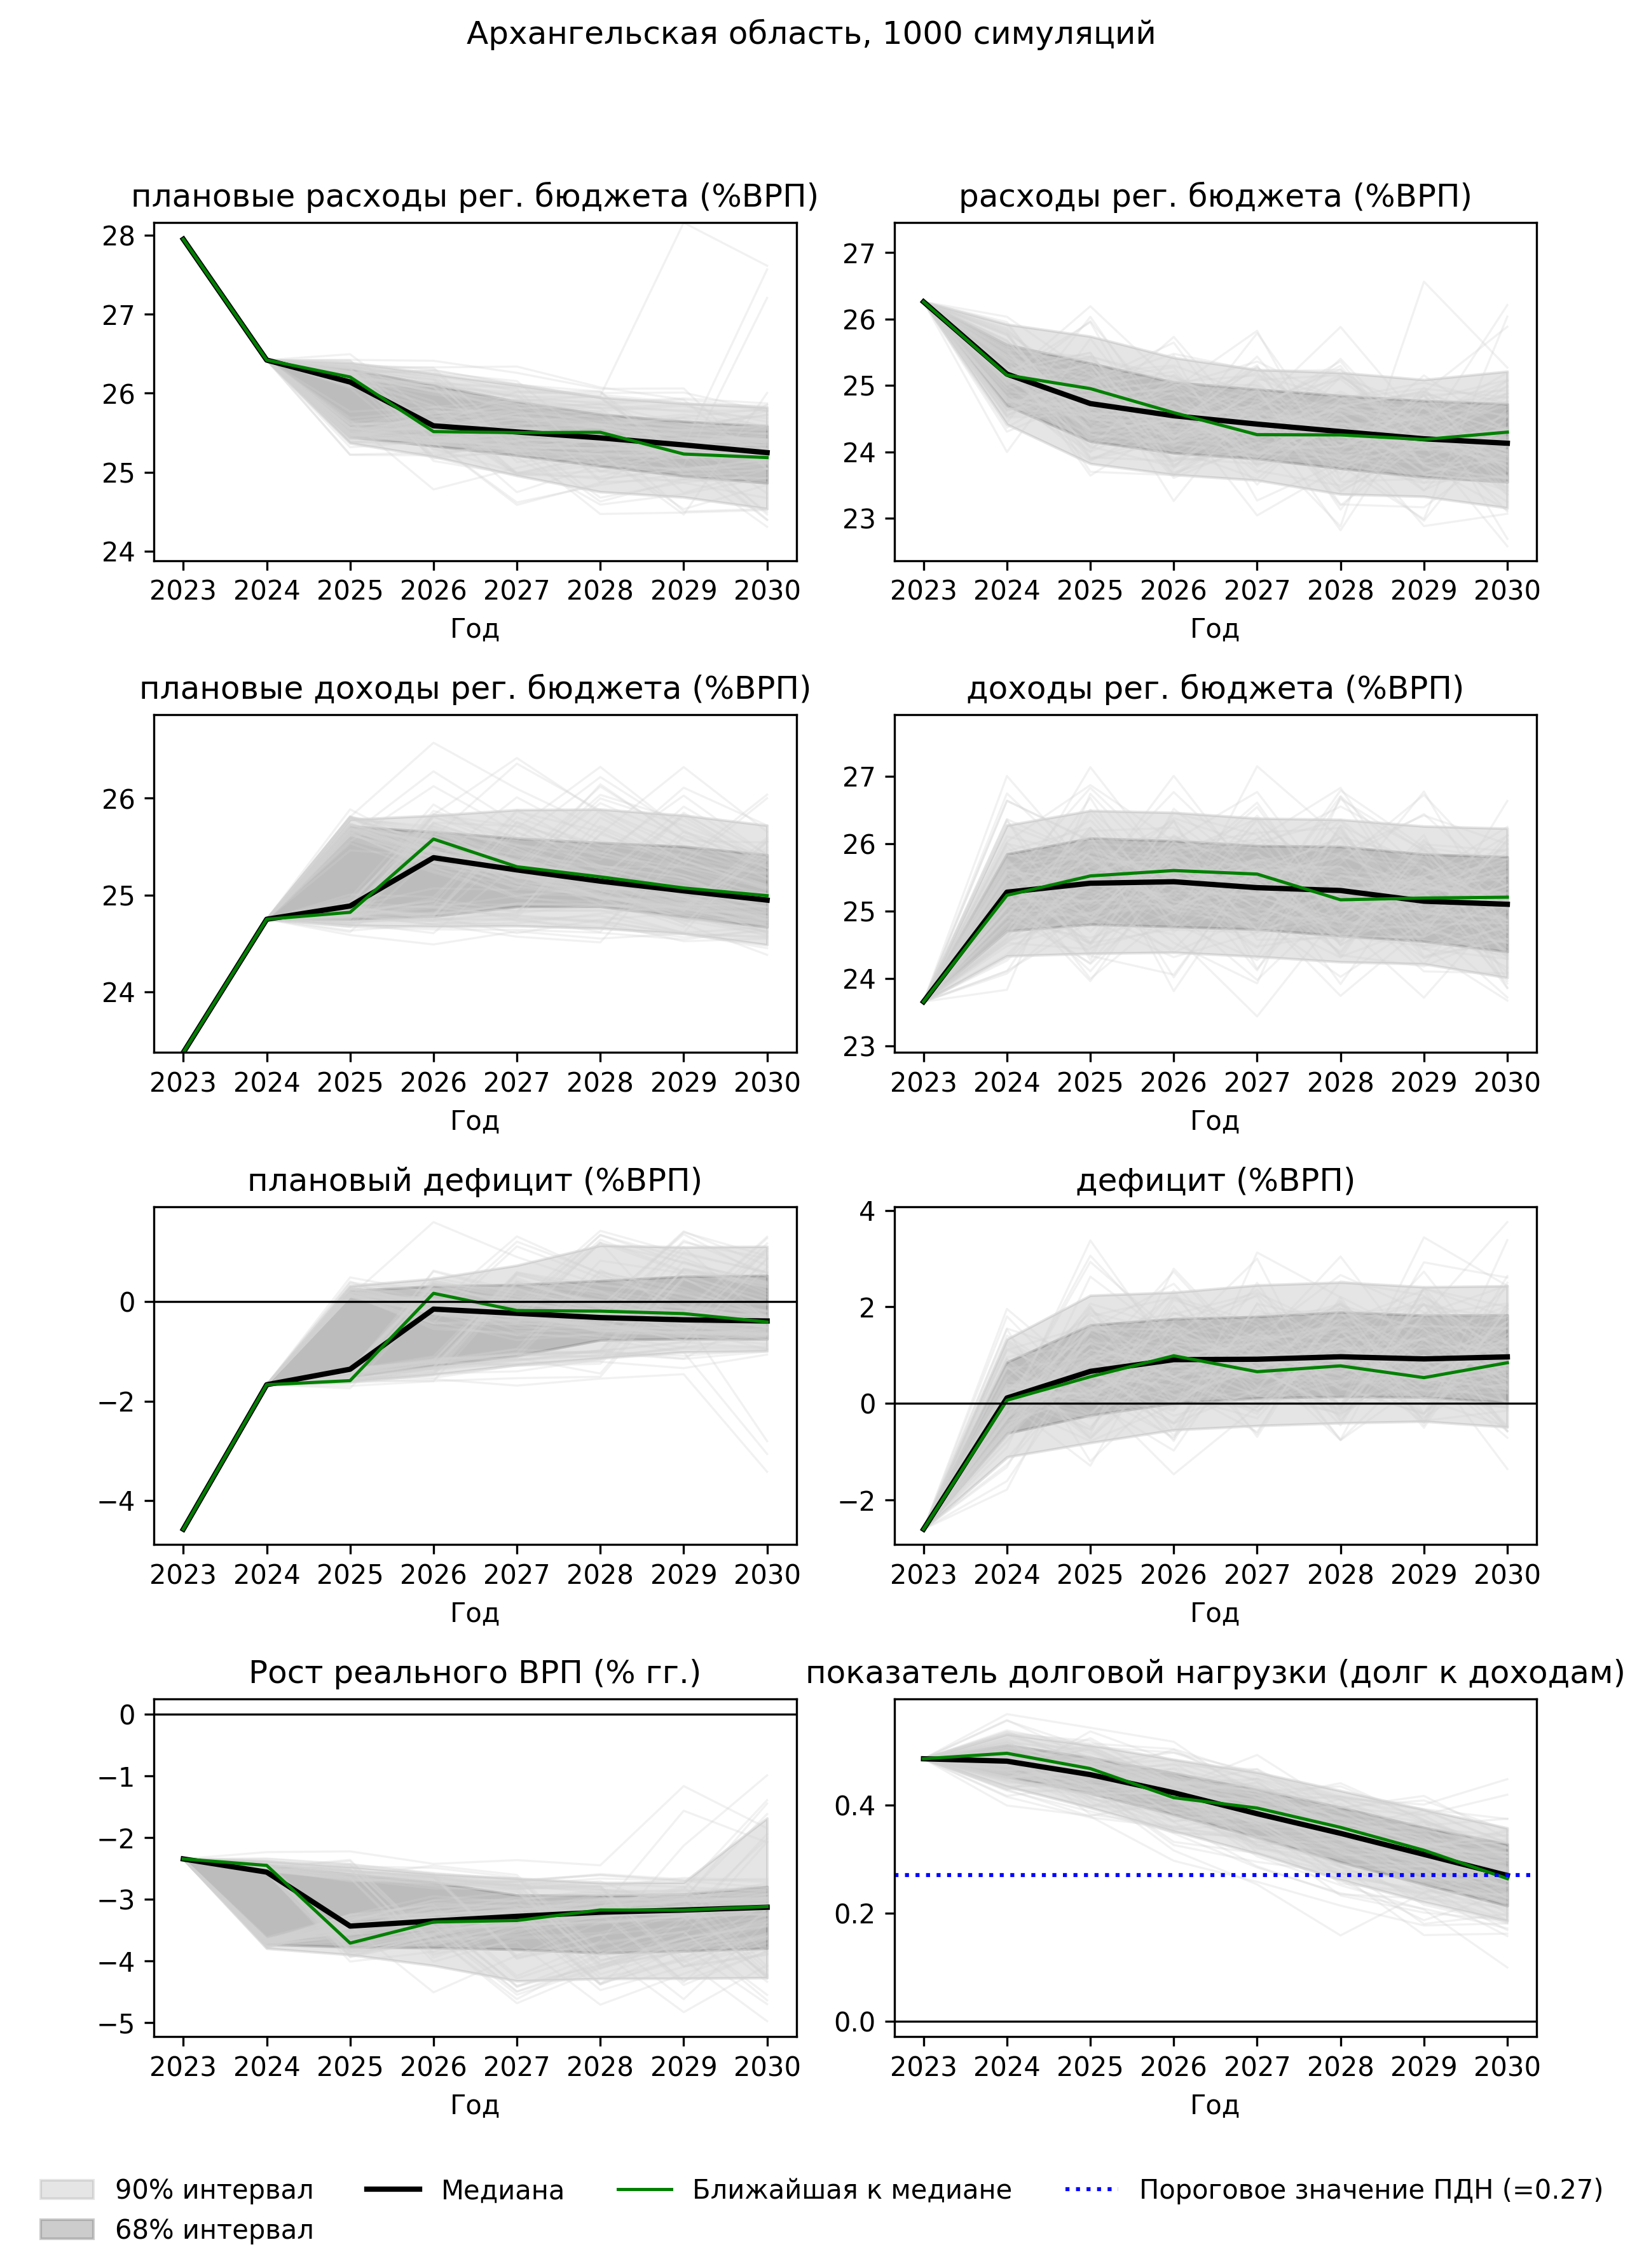 Архангельская область, 1000 симуляций
плановые расходы рег. бюджета (%ВРП)
28
27
26
25
24
2023 2024 2025 2026 2027 2028 2029 2030
Год
расходы рег. бюджета (%ВРП)
27
26
25
24
23
2023 2024 2025 2026 2027 2028 2029 2030
Год
плановые доходы рег. бюджета (%ВРП)
26
25
24
2023 2024 2025 2026 2027 2028 2029 2030
Год
доходы рег. бюджета (%ВРП)
27
26
25
24
23
2023 2024 2025 2026 2027 2028 2029 2030
Год
плановый дефицит (%ВРП)
0
−2
−4
2023 2024 2025 2026 2027 2028 2029 2030
Год
дефицит (%ВРП)
4
2
0
−2
2023 2024 2025 2026 2027 2028 2029 2030
Год
Рост реального ВРП (% гг.)
0
−1
−2
−3
−4
−5
2023 2024 2025 2026 2027 2028 2029 2030
Год
показатель долговой нагрузки (долг к доходам)
0.4
0.2
0.0
2023 2024 2025 2026 2027 2028 2029 2030
Год
90% интервал
68% интервал
Медиана
Ближайшая к медиане
Пороговое значение ПДН (=0.27)